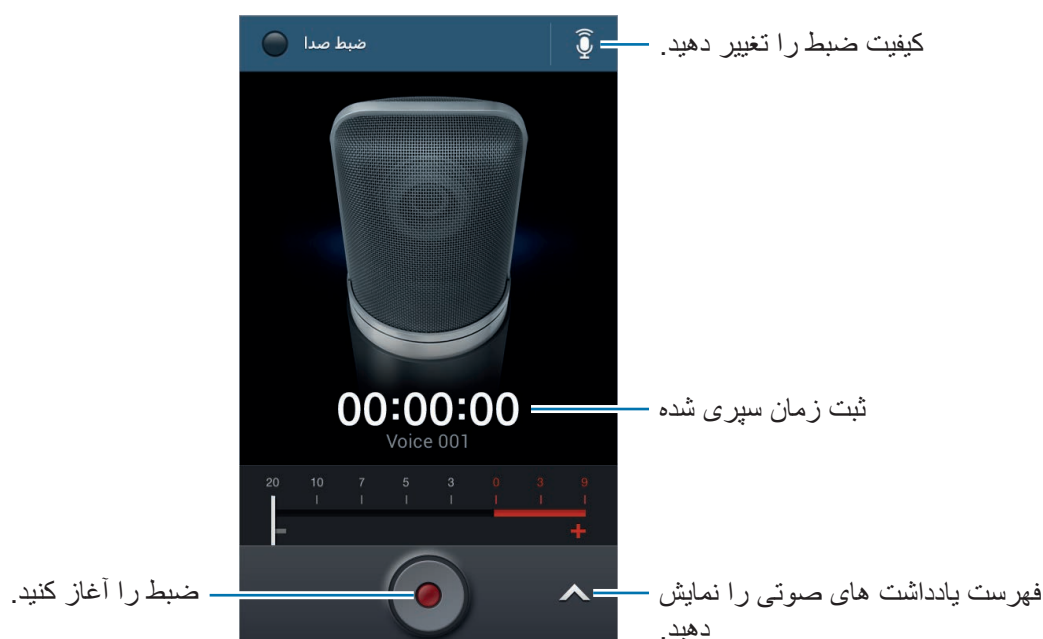 ضبط صدا
کیفیت ضبط را تغییر دهید.
00:00:00
ثبت زمان سپری شده
Voice 001
20 10 7 5 3 0 3 9
- +
ضبط را آغاز کنید.
فهرست یادداشت های صوتی را نمایش
دهید.